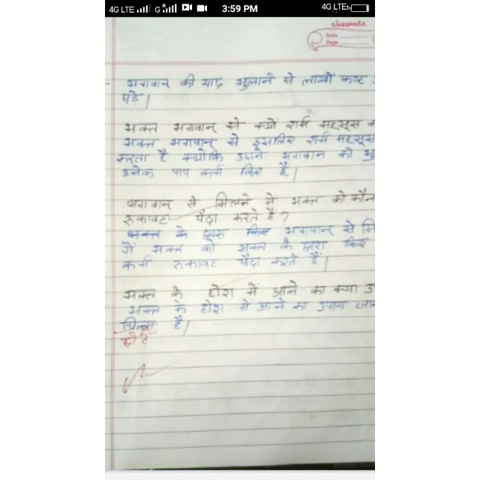 4G LTE 3:59 PM 4G LTE
classmate
Date
Page
भगवान की याद भुलाने से लाखों कष्ट
पड़े।
भक्त भगवान् से क्यों शर्म महसूस क
भक्त भगवान् से इसलिए शर्म महसूस
करता है क्योंकि उसने भगवान को भु
अनेक पाप कर्म किए हैं।
भगवान् से मिलने में भक्त को कौन
रुकावट पैदा करते हैं?
भक्त के द्वारा किए भगवान् से मि
में भक्त को भक्त के द्वारा किए
कर्म रुकावट पैदा करते हैं।
भक्त के होश में आने का क्या उ
भक्त के होश में आने का उपाय
है।